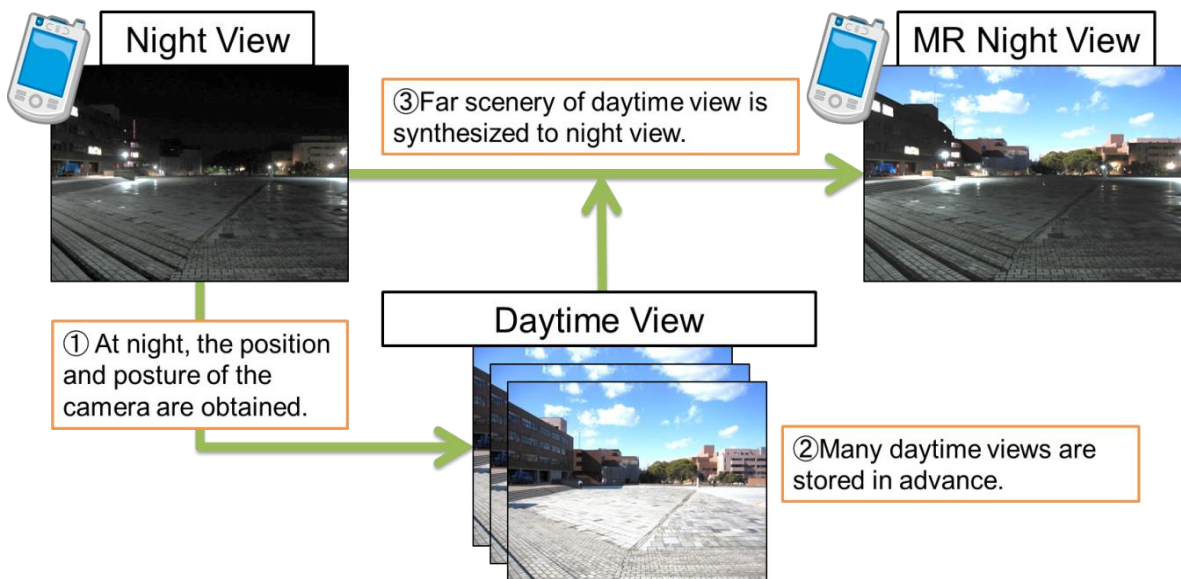 Night View
MR Night View
③Far scenery of daytime view is
synthesized to night view.
① At night, the position
and posture of the
camera are obtained.
Daytime View
②Many daytime views are
stored in advance.